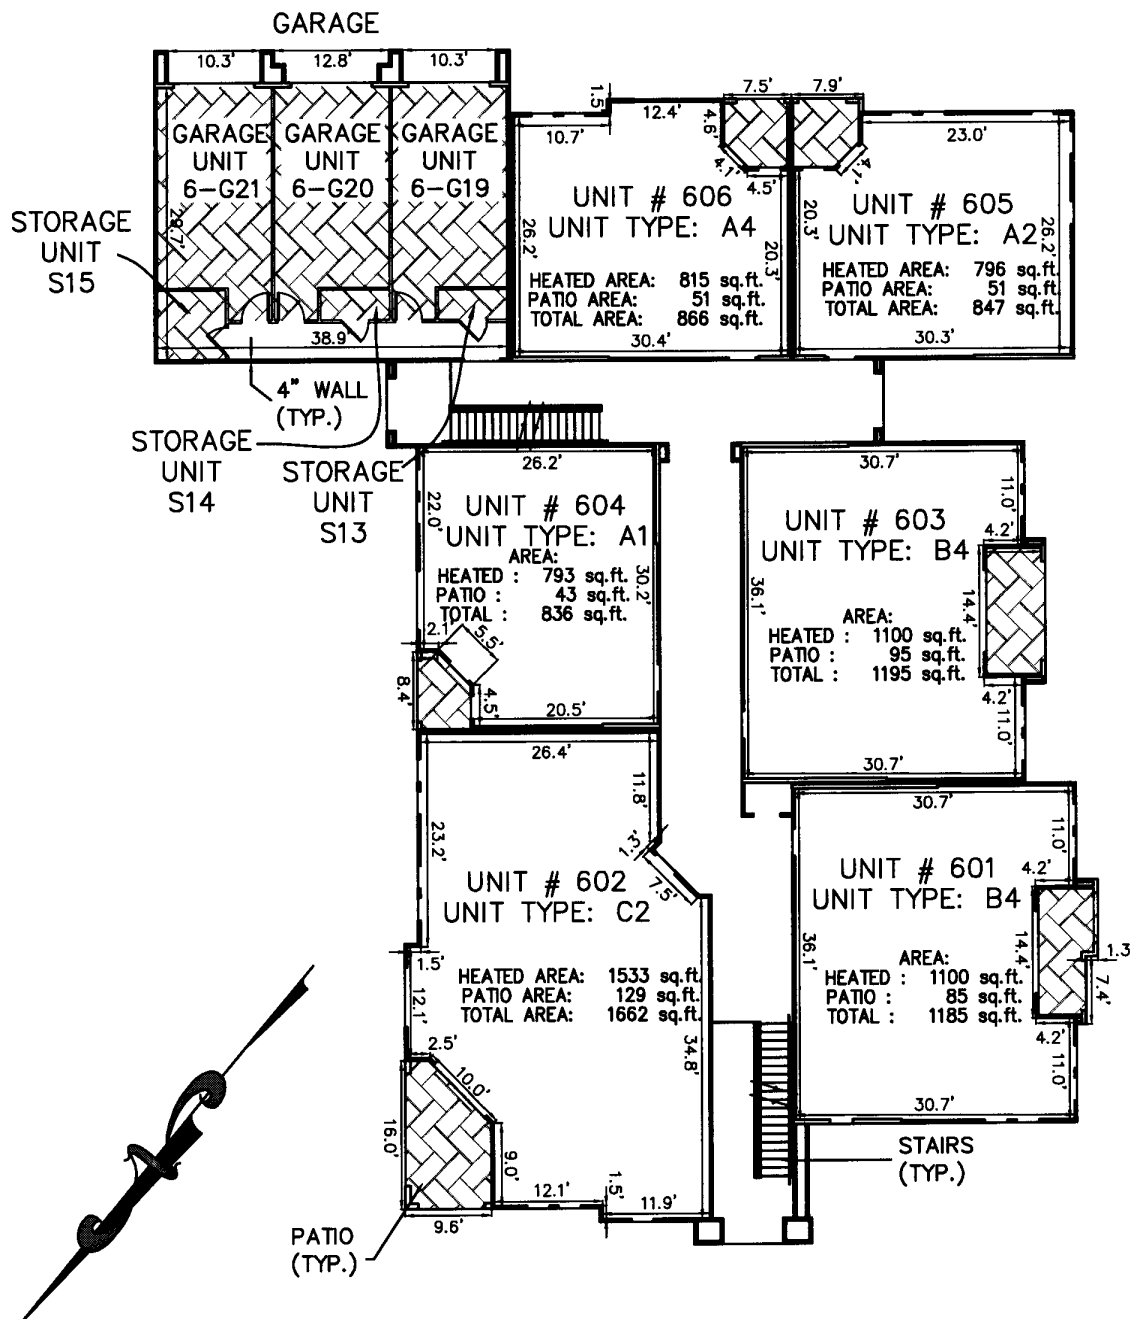 GARAGE
10.3'
12.8'
10.3'
GARAGE
UNIT
6-G21
GARAGE
UNIT
6-G20
GARAGE
UNIT
6-G19
29.7'
STORAGE
UNIT
S15
38.9'
4" WALL
(TYP.)
STORAGE
UNIT
S14
STORAGE
UNIT
S13
1.5'
10.7'
12.4'
7.5'
4.6'
4.1'
4.5'
UNIT # 606
UNIT TYPE: A4
26.2'
20.3'
HEATED AREA: 815 sq.ft.
PATIO AREA: 51 sq.ft.
TOTAL AREA: 866 sq.ft.
30.4'
7.9'
23.0'
UNIT # 605
UNIT TYPE: A2
20.3'
26.2'
HEATED AREA: 796 sq.ft.
PATIO AREA: 51 sq.ft.
TOTAL AREA: 847 sq.ft.
30.3'
26.2'
22.0'
UNIT # 604
UNIT TYPE: A1
AREA:
HEATED : 793 sq.ft.
PATIO : 43 sq.ft.
TOTAL : 836 sq.ft.
30.2'
2.1'
5.5'
8.4'
4.5'
20.5'
30.7'
11.0'
UNIT # 603
UNIT TYPE: B4
4.2'
36.1'
14.4'
AREA:
HEATED : 1100 sq.ft.
PATIO : 95 sq.ft.
TOTAL : 1195 sq.ft.
4.2'
11.0'
30.7'
26.4'
11.8'
23.2'
1.3'
7.5'
UNIT # 602
UNIT TYPE: C2
1.5'
HEATED AREA: 1533 sq.ft.
PATIO AREA: 129 sq.ft.
TOTAL AREA: 1662 sq.ft.
12.1'
34.8'
2.5'
10.0'
16.0'
9.0'
12.1'
1.5'
11.9'
9.6'
PATIO
(TYP.)
30.7'
11.0'
UNIT # 601
UNIT TYPE: B4
4.2'
36.1'
14.4'
1.3
7.4'
AREA:
HEATED : 1100 sq.ft.
PATIO : 85 sq.ft.
TOTAL : 1185 sq.ft.
4.2'
11.0'
30.7'
STAIRS
(TYP.)